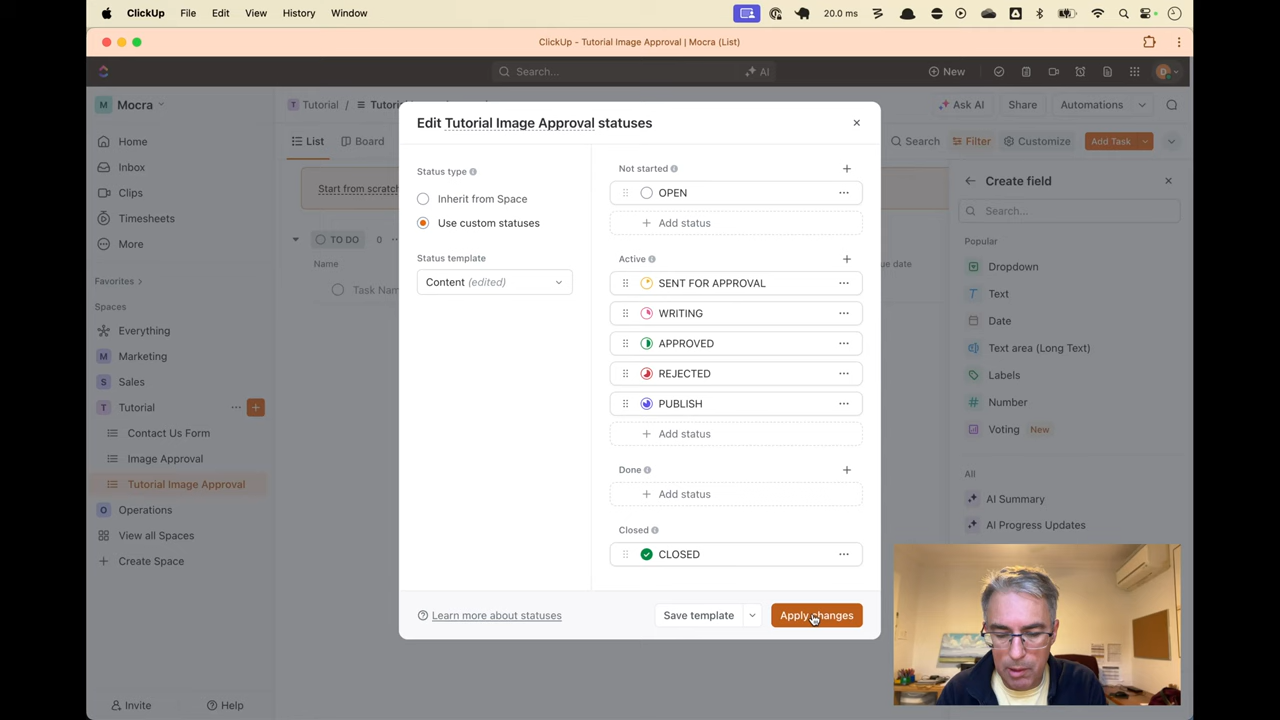 ClickUp File Edit View History Window 20.0 ms
ClickUp - Tutorial Image Approval | Mocra (List)
Search... AI New
M Mocra T Tutorial / Ask AI Share Automations
List Board Search Filter Customize Add Task
Home
Inbox
Clips
Timesheets
More
Favorites
Spaces
Everything
M Marketing
S Sales
T Tutorial
Contact Us Form
Image Approval
Tutorial Image Approval
O Operations
View all Spaces
Create Space
Invite Help
Start from scratch
TO DO 0
Name
Task Nam
ue date
Edit Tutorial Image Approval statuses
Status type
Inherit from Space
Use custom statuses
Status template
Content (edited)
Not started
OPEN
Add status
Active
SENT FOR APPROVAL
WRITING
APPROVED
REJECTED
PUBLISH
Add status
Done
Add status
Closed
CLOSED
Learn more about statuses Save template Apply changes
Create field
Search...
Popular
Dropdown
Text
Date
Text area (Long Text)
Labels
Number
Voting New
All
AI Summary
AI Progress Updates